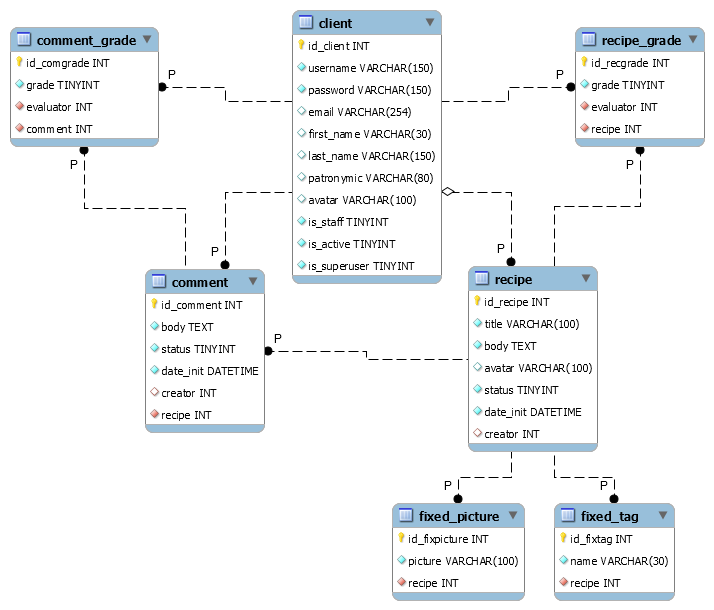 comment_grade
id_comgrade INT
grade TINYINT
evaluator INT
comment INT
client
id_client INT
username VARCHAR(150)
password VARCHAR(150)
email VARCHAR(254)
first_name VARCHAR(30)
last_name VARCHAR(150)
patronymic VARCHAR(80)
avatar VARCHAR(100)
is_staff TINYINT
is_active TINYINT
is_superuser TINYINT
recipe_grade
id_recgrade INT
grade TINYINT
evaluator INT
recipe INT
P
P
P
P
P
P
comment
id_comment INT
body TEXT
status TINYINT
date_init DATETIME
creator INT
recipe INT
P
recipe
id_recipe INT
title VARCHAR(100)
body TEXT
avatar VARCHAR(100)
status TINYINT
date_init DATETIME
creator INT
P
P
fixed_picture
id_fixpicture INT
picture VARCHAR(100)
recipe INT
fixed_tag
id_fixtag INT
name VARCHAR(30)
recipe INT